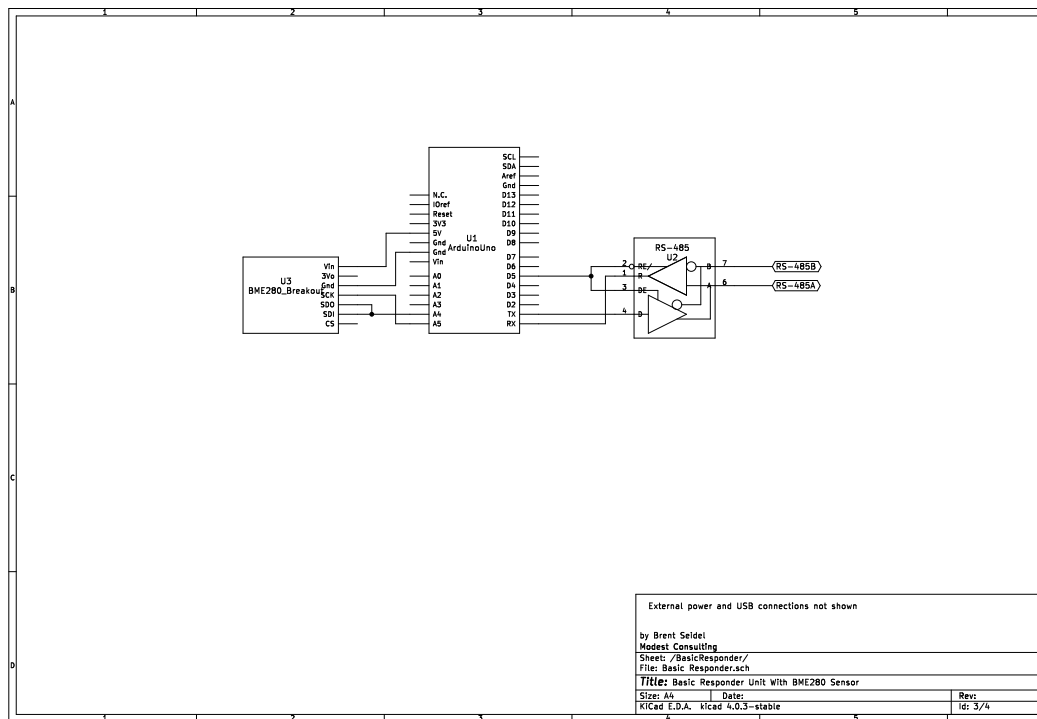 1 2 3 4 5
A
B
C
D
SCL
SDA
Aref
Gnd
D13
D12
D11
D10
D9
D8
D7
D6
D5
D4
D3
D2
TX
RX
N.C.
IOref
Reset
3V3
5V
Gnd
Gnd
Vin
A0
A1
A2
A3
A4
A5
U1
ArduinoUno
U3
BME280_Breakout
Vin
3Vo
Gnd
SCK
SDO
SDI
CS
RS-485
U2
2 RE/
1 R
3 DE
4 D
B 7
A 6
RS-485B
RS-485A
External power and USB connections not shown
by Brent Seidel
Modest Consulting
Sheet: /BasicResponder/
File: Basic Responder.sch
Title: Basic Responder Unit With BME280 Sensor
Size: A4 Date: Rev:
KiCad E.D.A. kicad 4.0.3-stable Id: 3/4
1 2 3 4 5